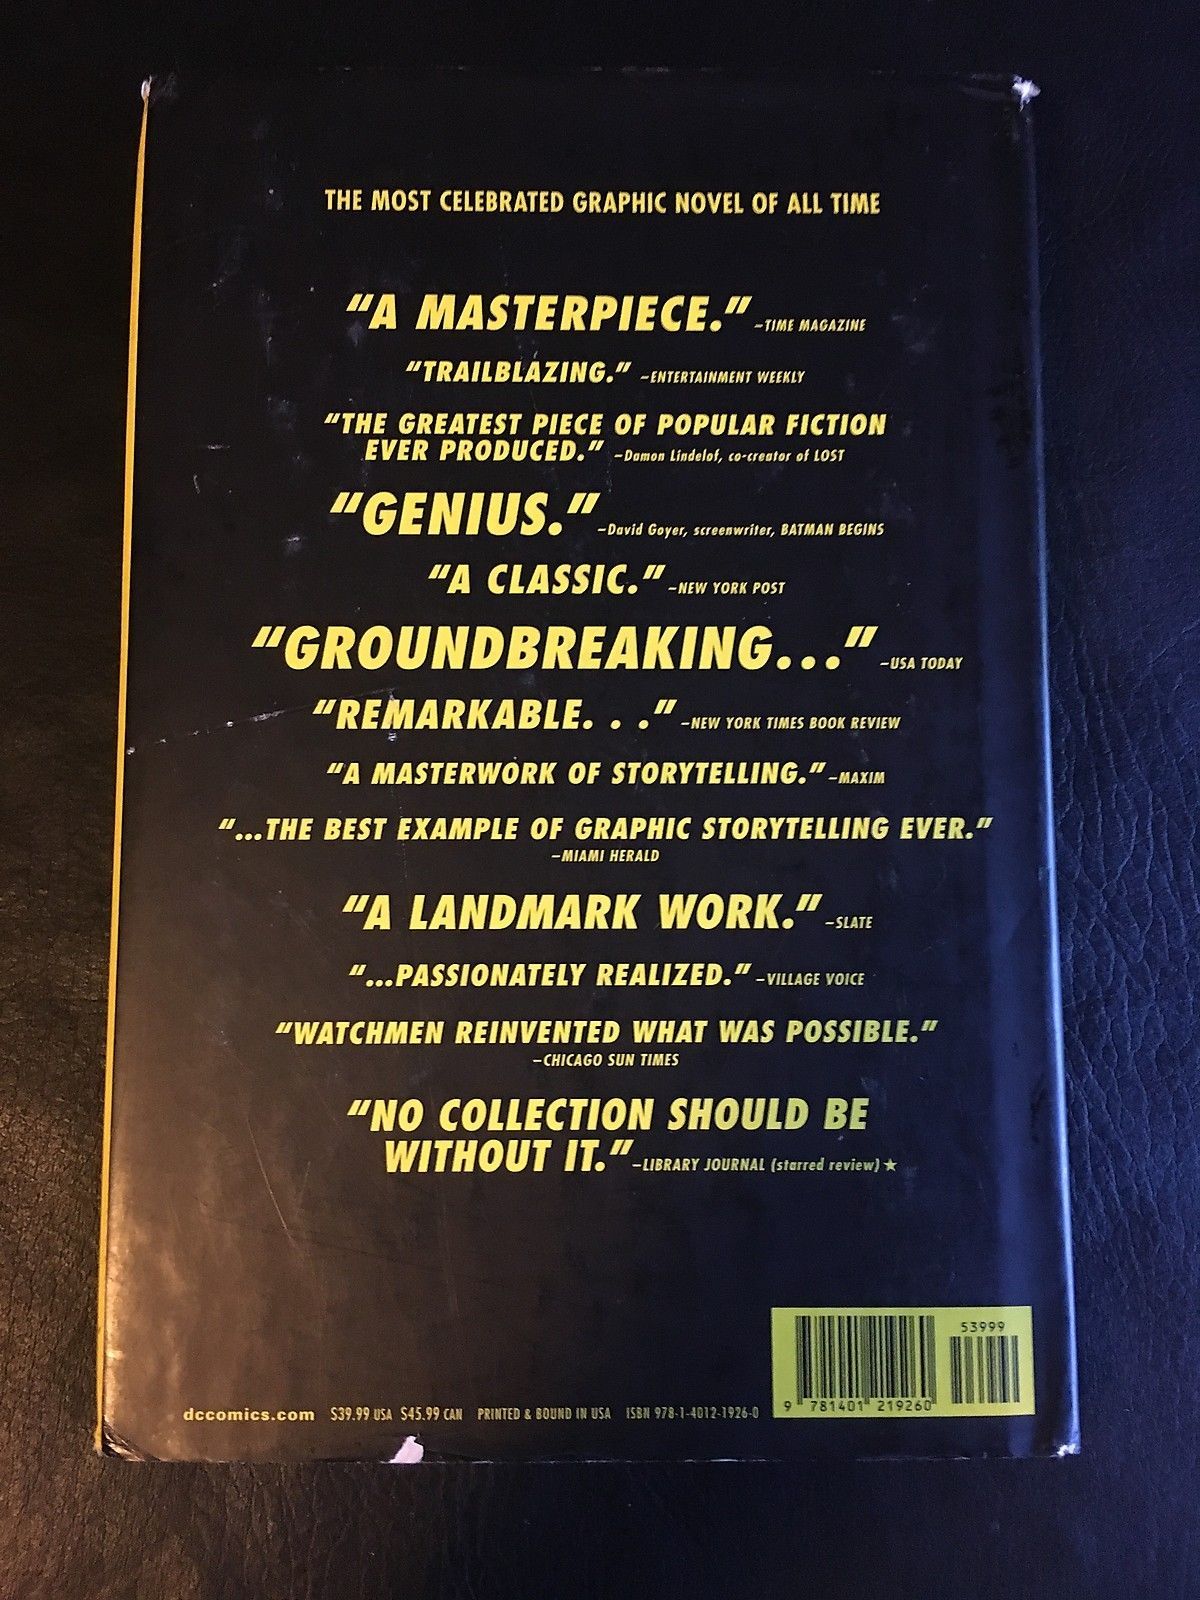 THE MOST CELEBRATED GRAPHIC NOVEL OF ALL TIME
"A MASTERPIECE." –TIME MAGAZINE
"TRAILBLAZING." –ENTERTAINMENT WEEKLY
"THE GREATEST PIECE OF POPULAR FICTION
EVER PRODUCED." –Damon Lindelof, co-creator of LOST
"GENIUS." –David Goyer, screenwriter, BATMAN BEGINS
"A CLASSIC." –NEW YORK POST
"GROUNDBREAKING..." –USA TODAY
"REMARKABLE. . ." –NEW YORK TIMES BOOK REVIEW
"A MASTERWORK OF STORYTELLING." –MAXIM
"...THE BEST EXAMPLE OF GRAPHIC STORYTELLING EVER."
–MIAMI HERALD
"A LANDMARK WORK." –SLATE
"...PASSIONATELY REALIZED." –VILLAGE VOICE
"WATCHMEN REINVENTED WHAT WAS POSSIBLE."
–CHICAGO SUN TIMES
"NO COLLECTION SHOULD BE
WITHOUT IT." –LIBRARY JOURNAL (starred review) ★
53999
9 781401 219260
dccomics.com $39.99 USA $45.99 CAN PRINTED & BOUND IN USA ISBN 978-1-4012-1926-0